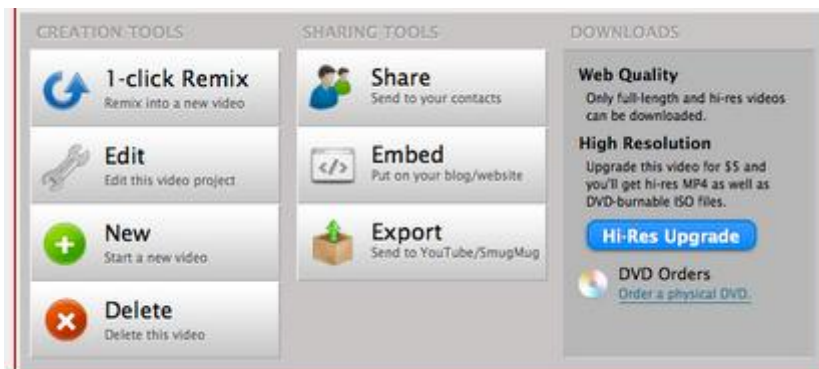 CREATION TOOLS
1-click Remix
Remix into a new video
Edit
Edit this video project
New
Start a new video
Delete
Delete this video
SHARING TOOLS
Share
Send to your contacts
</>
Embed
Put on your blog/website
Export
Send to YouTube/SmugMug
DOWNLOADS
Web Quality
Only full-length and hi-res videos
can be downloaded.
High Resolution
Upgrade this video for $5 and
you'll get hi-res MP4 as well as
DVD-burnable ISO files.
Hi-Res Upgrade
DVD Orders
Order a physical DVD.